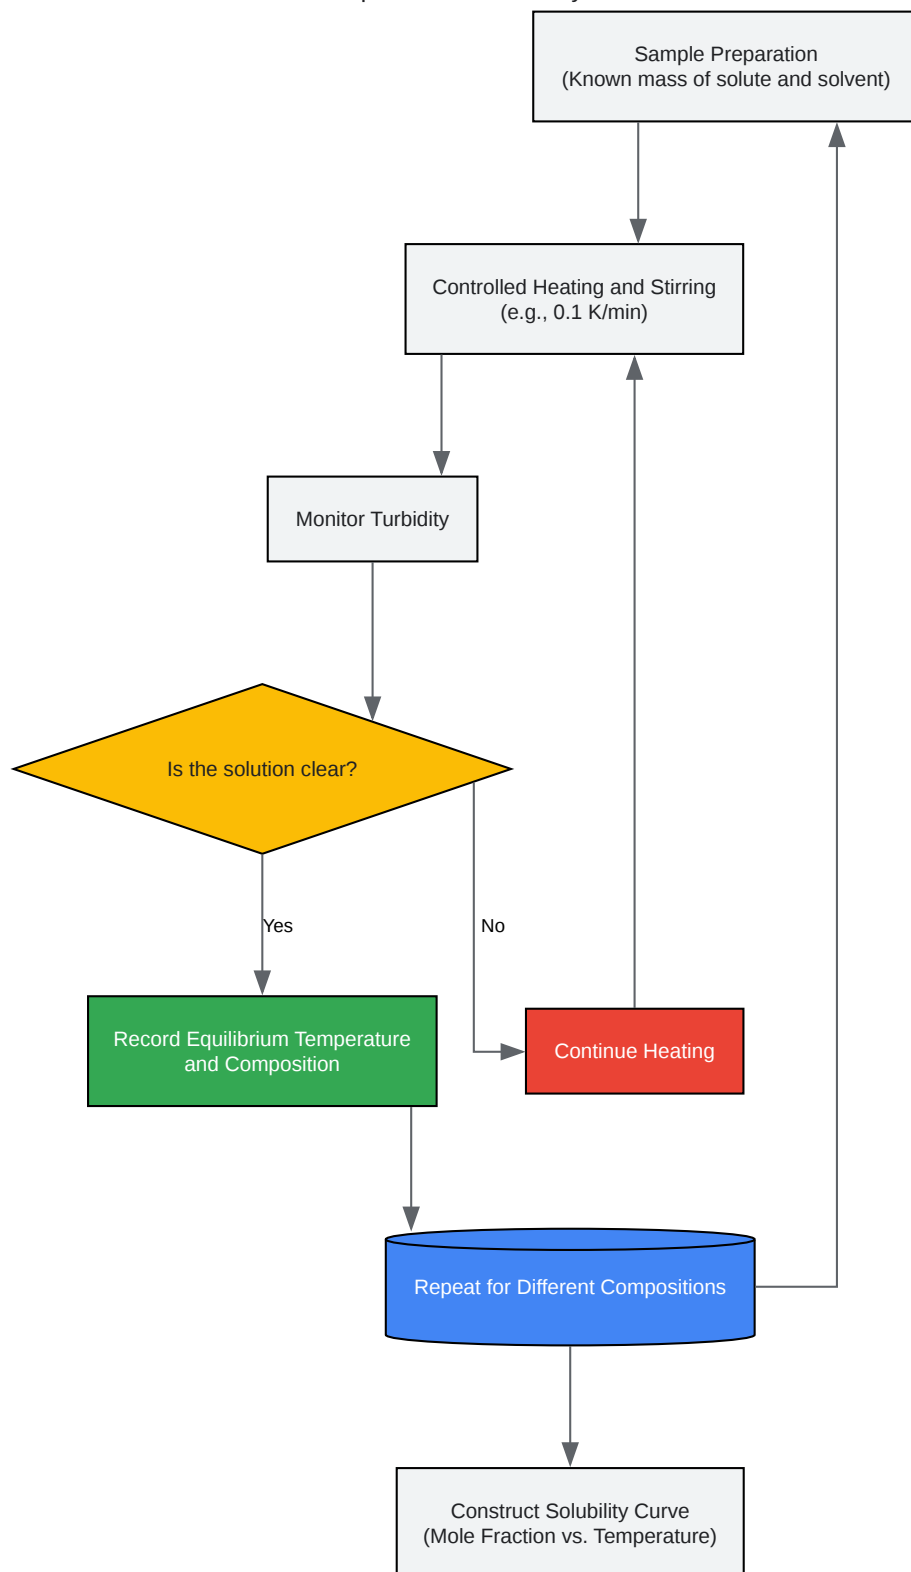 Sample Preparation
(Known mass of solute and solvent)
Controlled Heating and Stirring
(e.g., 0.1 K/min)
Monitor Turbidity
Is the solution clear?
Yes
No
Record Equilibrium Temperature
and Composition
Continue Heating
Repeat for Different Compositions
Construct Solubility Curve
(Mole Fraction vs. Temperature)